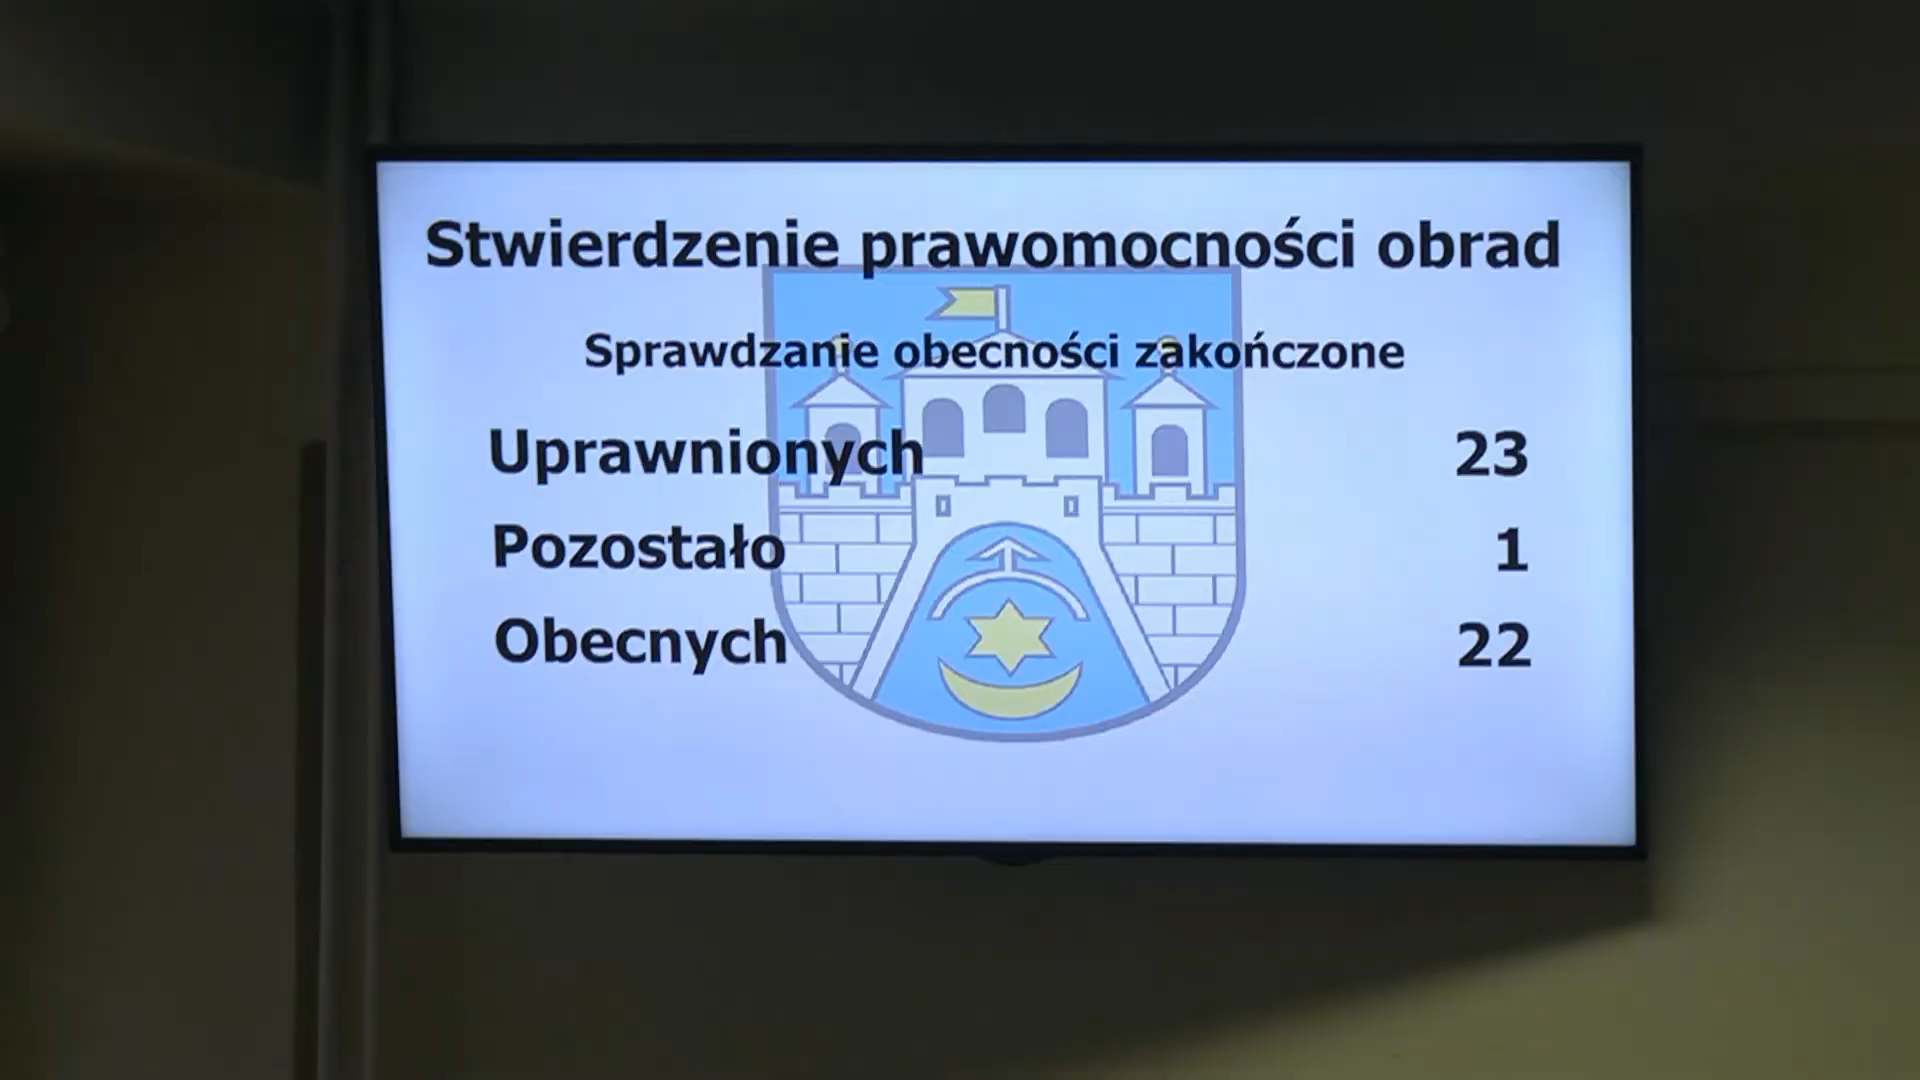 Stwierdzenie prawomocności obrad
Sprawdzanie obecności zakończone
Uprawnionych 23
Pozostało 1
Obecnych 22